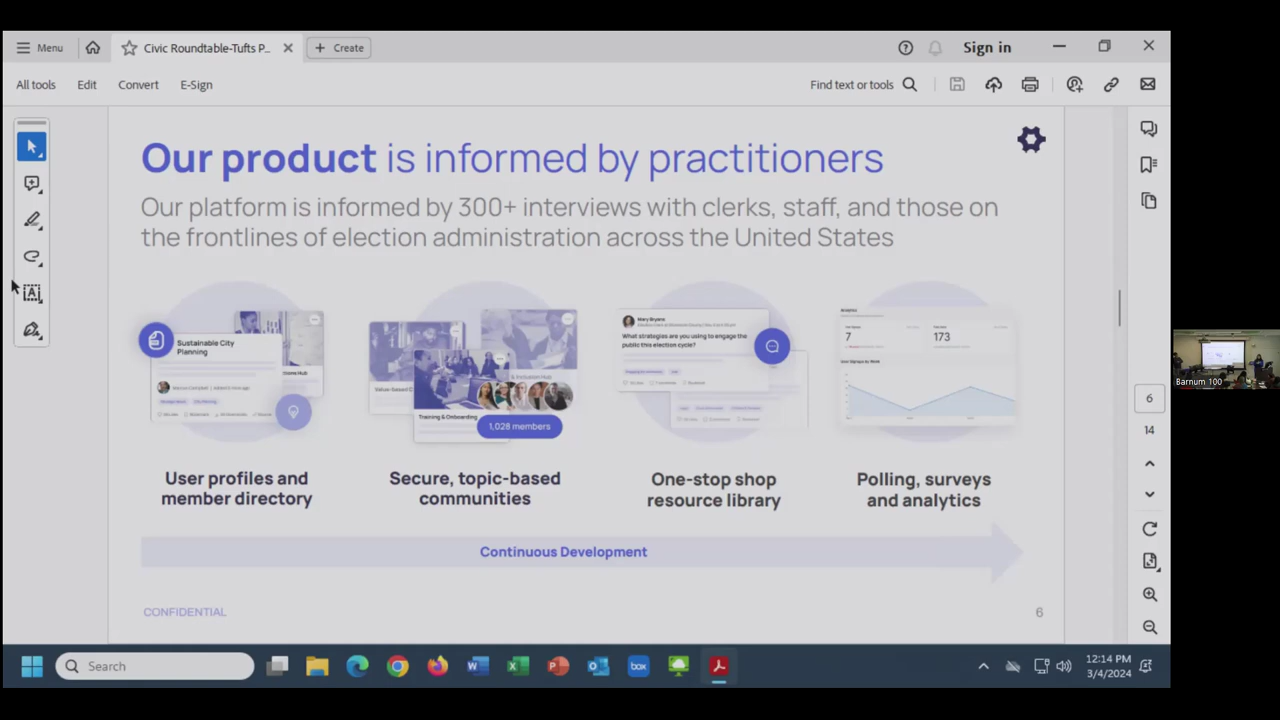 Menu
Civic Roundtable-Tufts P...
Create
Sign in
All tools
Edit
Convert
E-Sign
Find text or tools
Our product is informed by practitioners
Our platform is informed by 300+ interviews with clerks, staff, and those on
the frontlines of election administration across the United States
Sustainable City
Planning
Training & Onboarding
1,028 members
Mary Bryans
What strategies are you using to engage the
public this election cycle?
Analytics
7
173
User profiles and
member directory
Secure, topic-based
communities
One-stop shop
resource library
Polling, surveys
and analytics
Continuous Development
CONFIDENTIAL
6
6
14
Barnum 100
Search
12:14 PM
3/4/2024